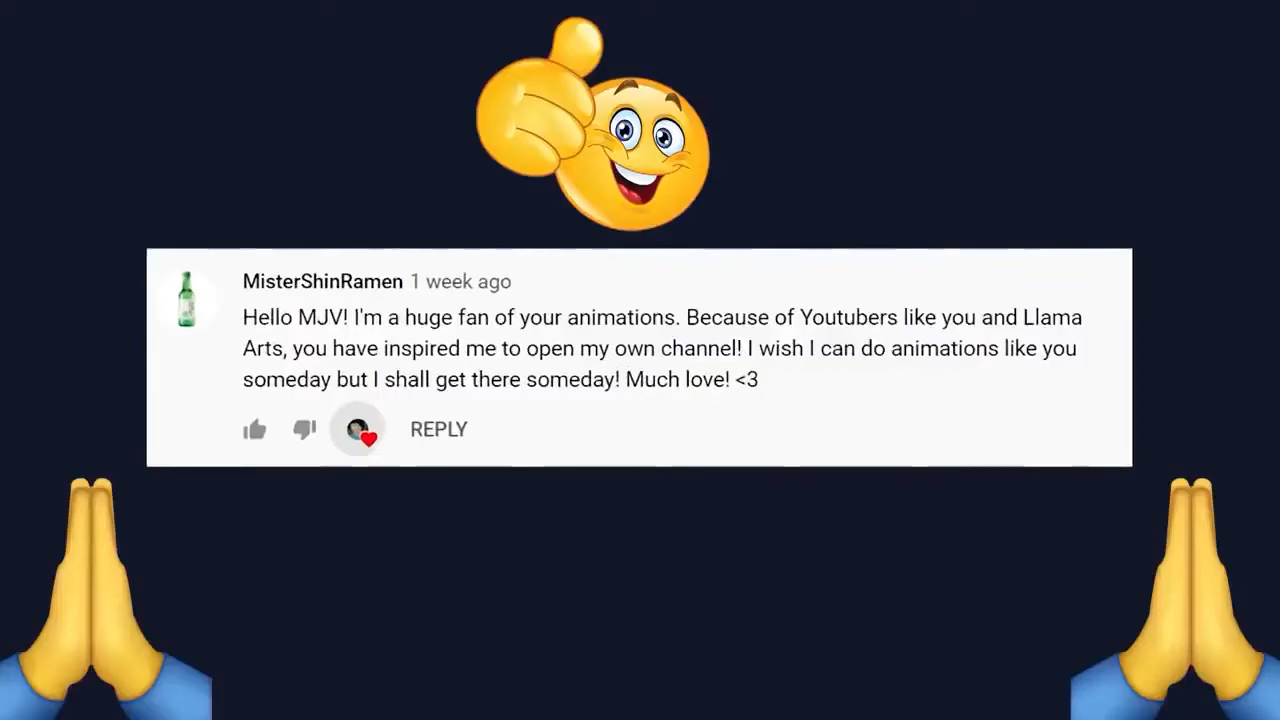 MisterShinRamen 1 week ago
Hello MJV! I'm a huge fan of your animations. Because of Youtubers like you and Llama
Arts, you have inspired me to open my own channel! I wish I can do animations like you
someday but I shall get there someday! Much love! <3
REPLY